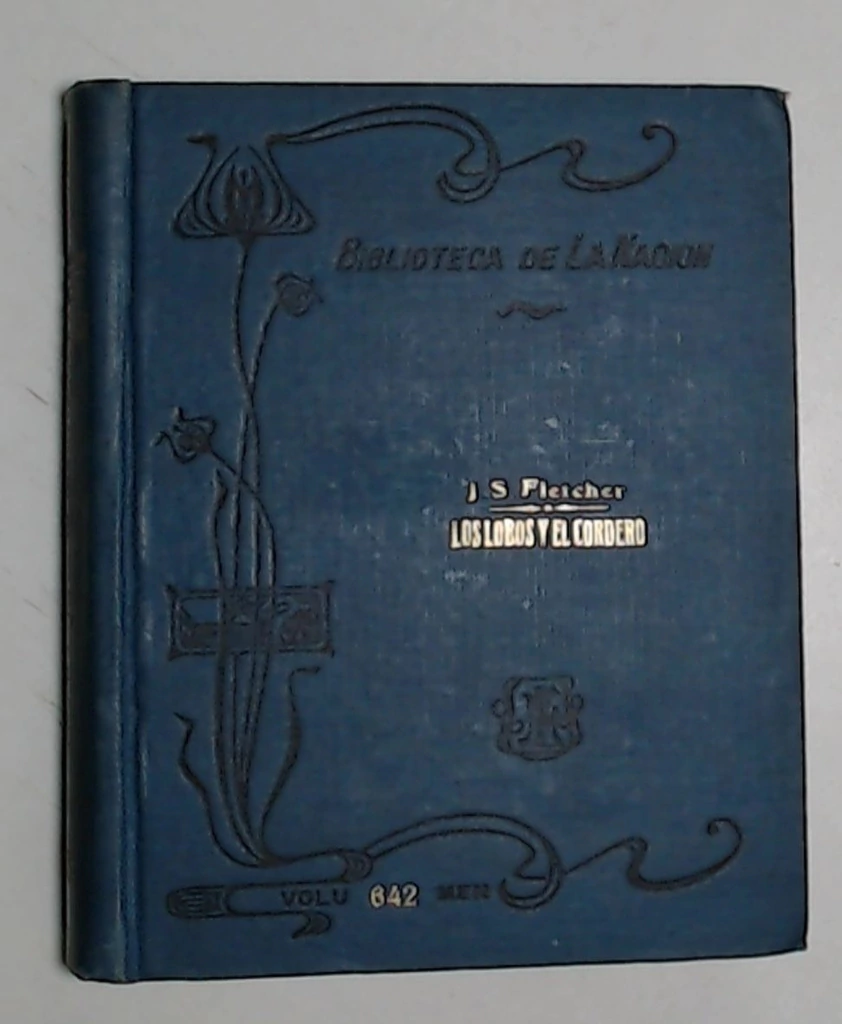 BIBLIOTECA DE LA NACION
J. S. Fletcher
LOS LOBOS Y EL CORDERO
VOLU 642 MEN